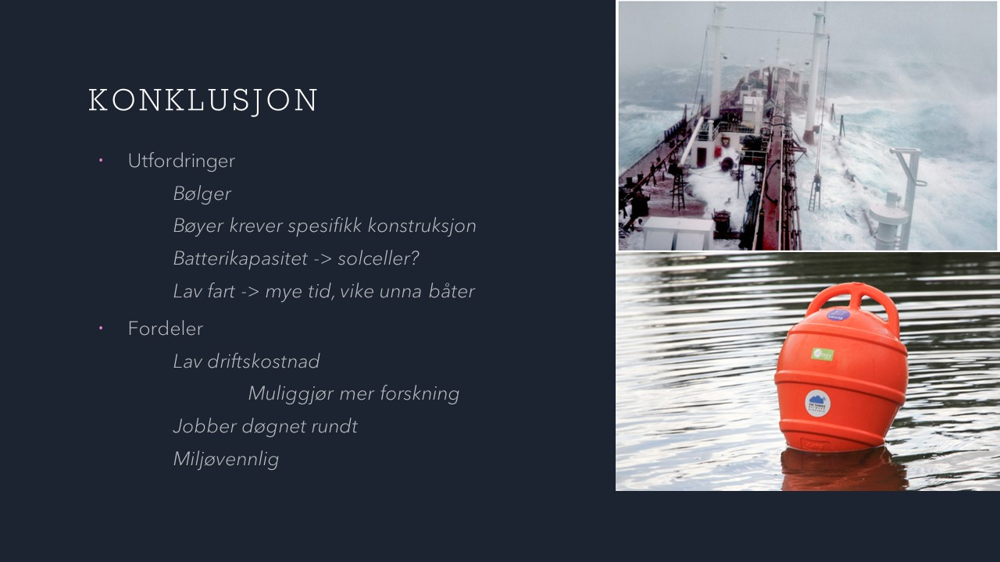 KONKLUSJON
• Utfordringer
Bølger
Bøyer krever spesifikk konstruksjon
Batterikapasitet -> solceller?
Lav fart -> mye tid, vike unna båter
• Fordeler
Lav driftskostnad
Muliggjør mer forskning
Jobber døgnet rundt
Miljøvennlig